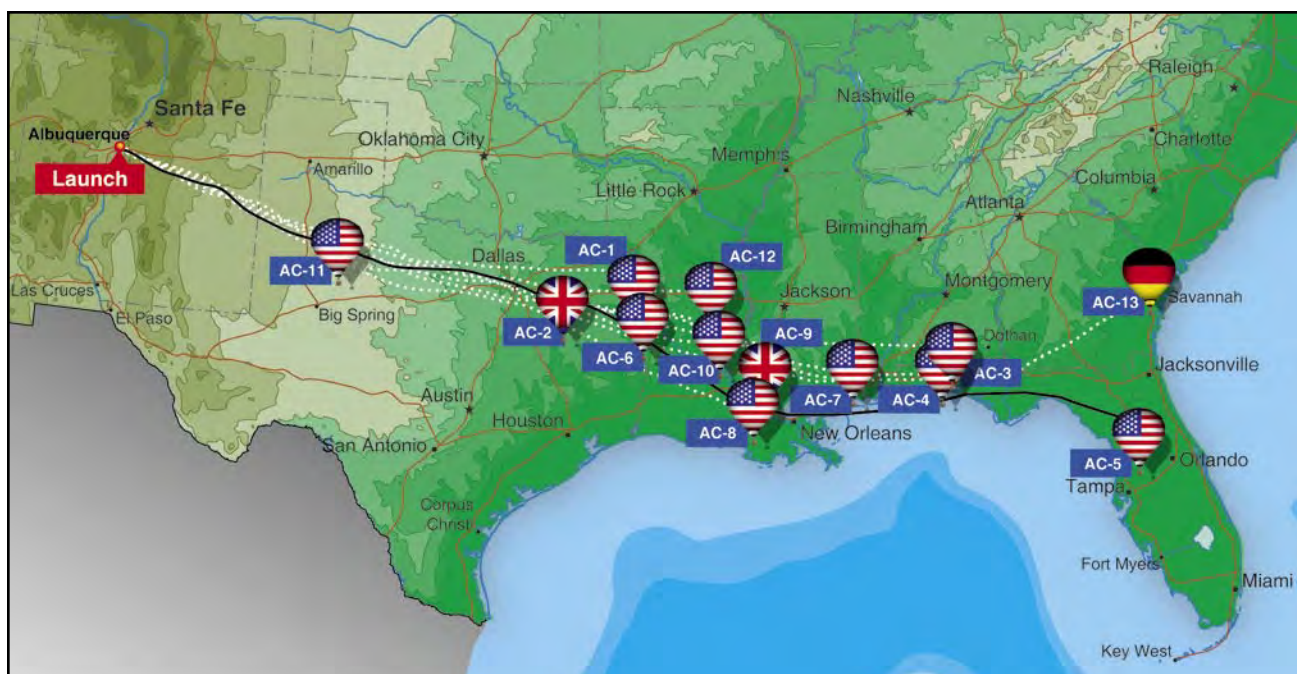 Raleigh
Nashville
Santa Fe
Albuquerque
Oklahoma City
Charlotte
Launch
Amarillo
Memphis
Columbia
Little Rock
Atlanta
Birmingham
Dallas
AC-1
AC-12
AC-11
Montgomery
Las Cruces
Jackson
AC-13
Savannah
El Paso
Big Spring
AC-2
AC-9
Dothan
AC-6
AC-10
AC-3
Jacksonville
Austin
AC-7
AC-4
Houston
AC-8
New Orleans
San Antonio
AC-5
Orlando
Tampa
Corpus
Christi
Fort Myers
Miami
Key West